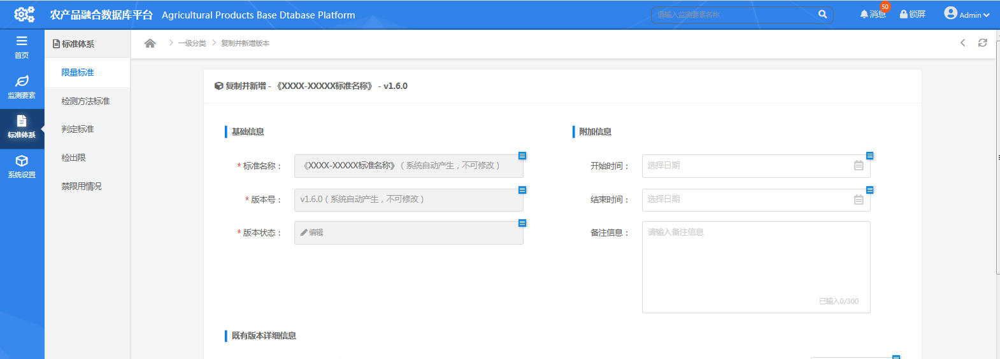 农产品融合数据库平台 Agricultural Products Base Dtabase Platform
请输入监测要素名称
消息 50
锁屏
Admin
首页
监测要素
标准体系
系统设置
标准体系
限量标准
检测方法标准
判定标准
检出限
禁限用情况
一级分类 复制并新增版本
复制并新增 - 《XXXX-XXXXX标准名称》 - v1.6.0
基础信息
* 标准名称： 《XXXX-XXXXX标准名称》（系统自动产生，不可修改）
* 版本号： v1.6.0（系统自动产生，不可修改）
* 版本状态： 编辑
附加信息
开始时间： 选择日期
结束时间： 选择日期
备注信息： 请输入备注信息
已输入0/300
既有版本详细信息